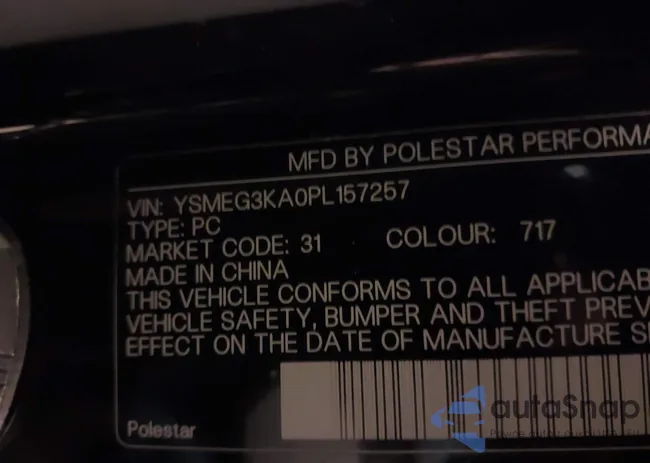 MFD BY POLESTAR PERFORMA
VIN: YSMEG3KA0PL157257
TYPE: PC
MARKET CODE: 31 COLOUR: 717
MADE IN CHINA
THIS VEHICLE CONFORMS TO ALL APPLICAB
VEHICLE SAFETY, BUMPER AND THEFT PREV
EFFECT ON THE DATE OF MANUFACTURE S
Polestar
autoSnap